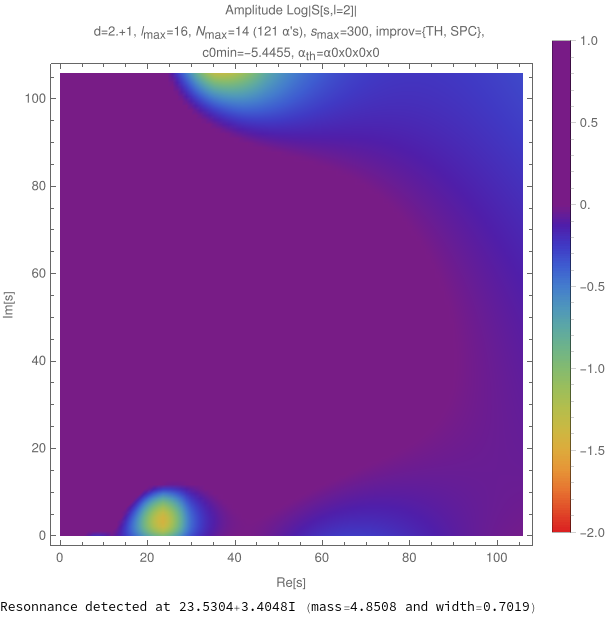 Amplitude Log|S[s,l=2]|
d=2.+1, lmax=16, Nmax=14 (121 α's), smax=300, improv={TH, SPC},
c0min=−5.4455, αth=α0x0x0x0
1.0
0.5
0.
−0.5
−1.0
−1.5
−2.0
100
80
60
40
20
0
Im[s]
0 20 40 60 80 100
Re[s]
Resonnance detected at 23.5304+3.4048I (mass=4.8508 and width=0.7019)